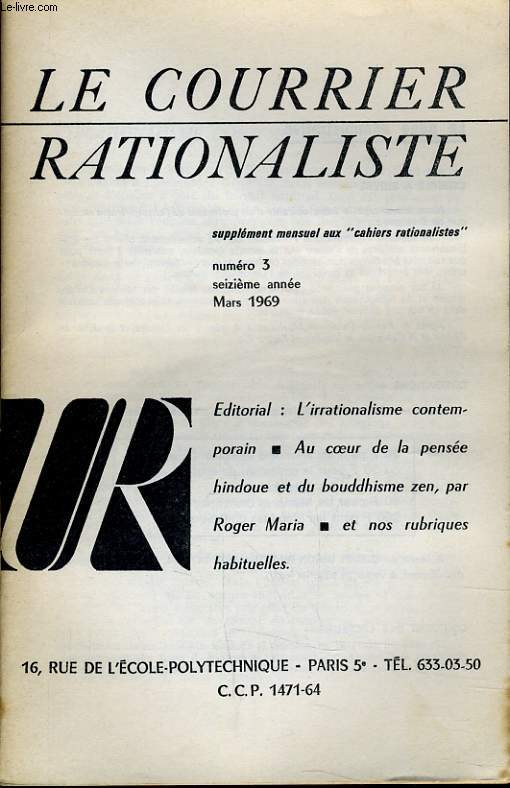 Le-livre.com
LE COURRIER
RATIONALISTE
supplément mensuel aux "cahiers rationalistes"
numéro 3
seizième année
Mars 1969
UR
Editorial : L'irrationalisme contem-
porain ■ Au cœur de la pensée
hindoue et du bouddhisme zen, par
Roger Maria ■ et nos rubriques
habituelles.
16, RUE DE L'ÉCOLE-POLYTECHNIQUE - PARIS 5e - TÉL. 633-03-50
C.C.P. 1471-64